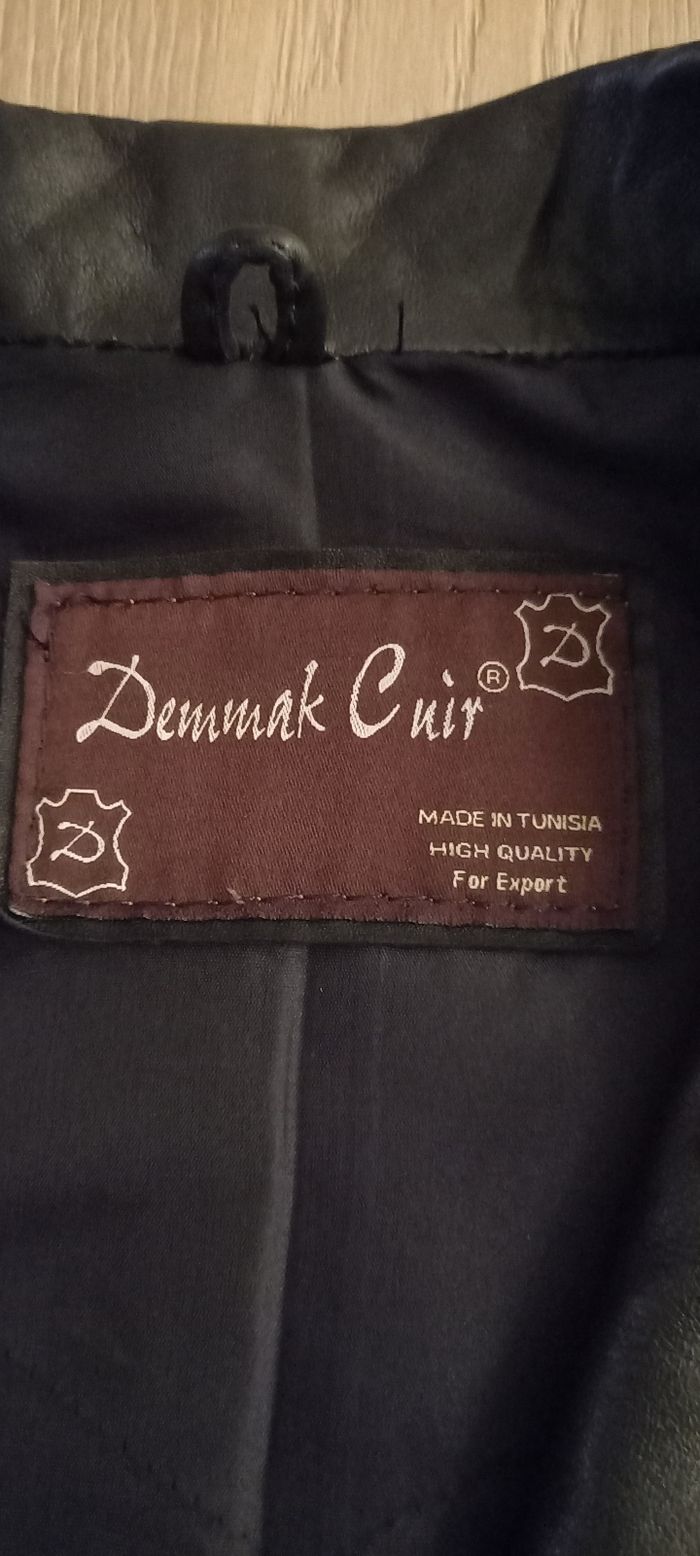 D
Demmak Cuir®
D
MADE IN TUNISIA
HIGH QUALITY
For Export